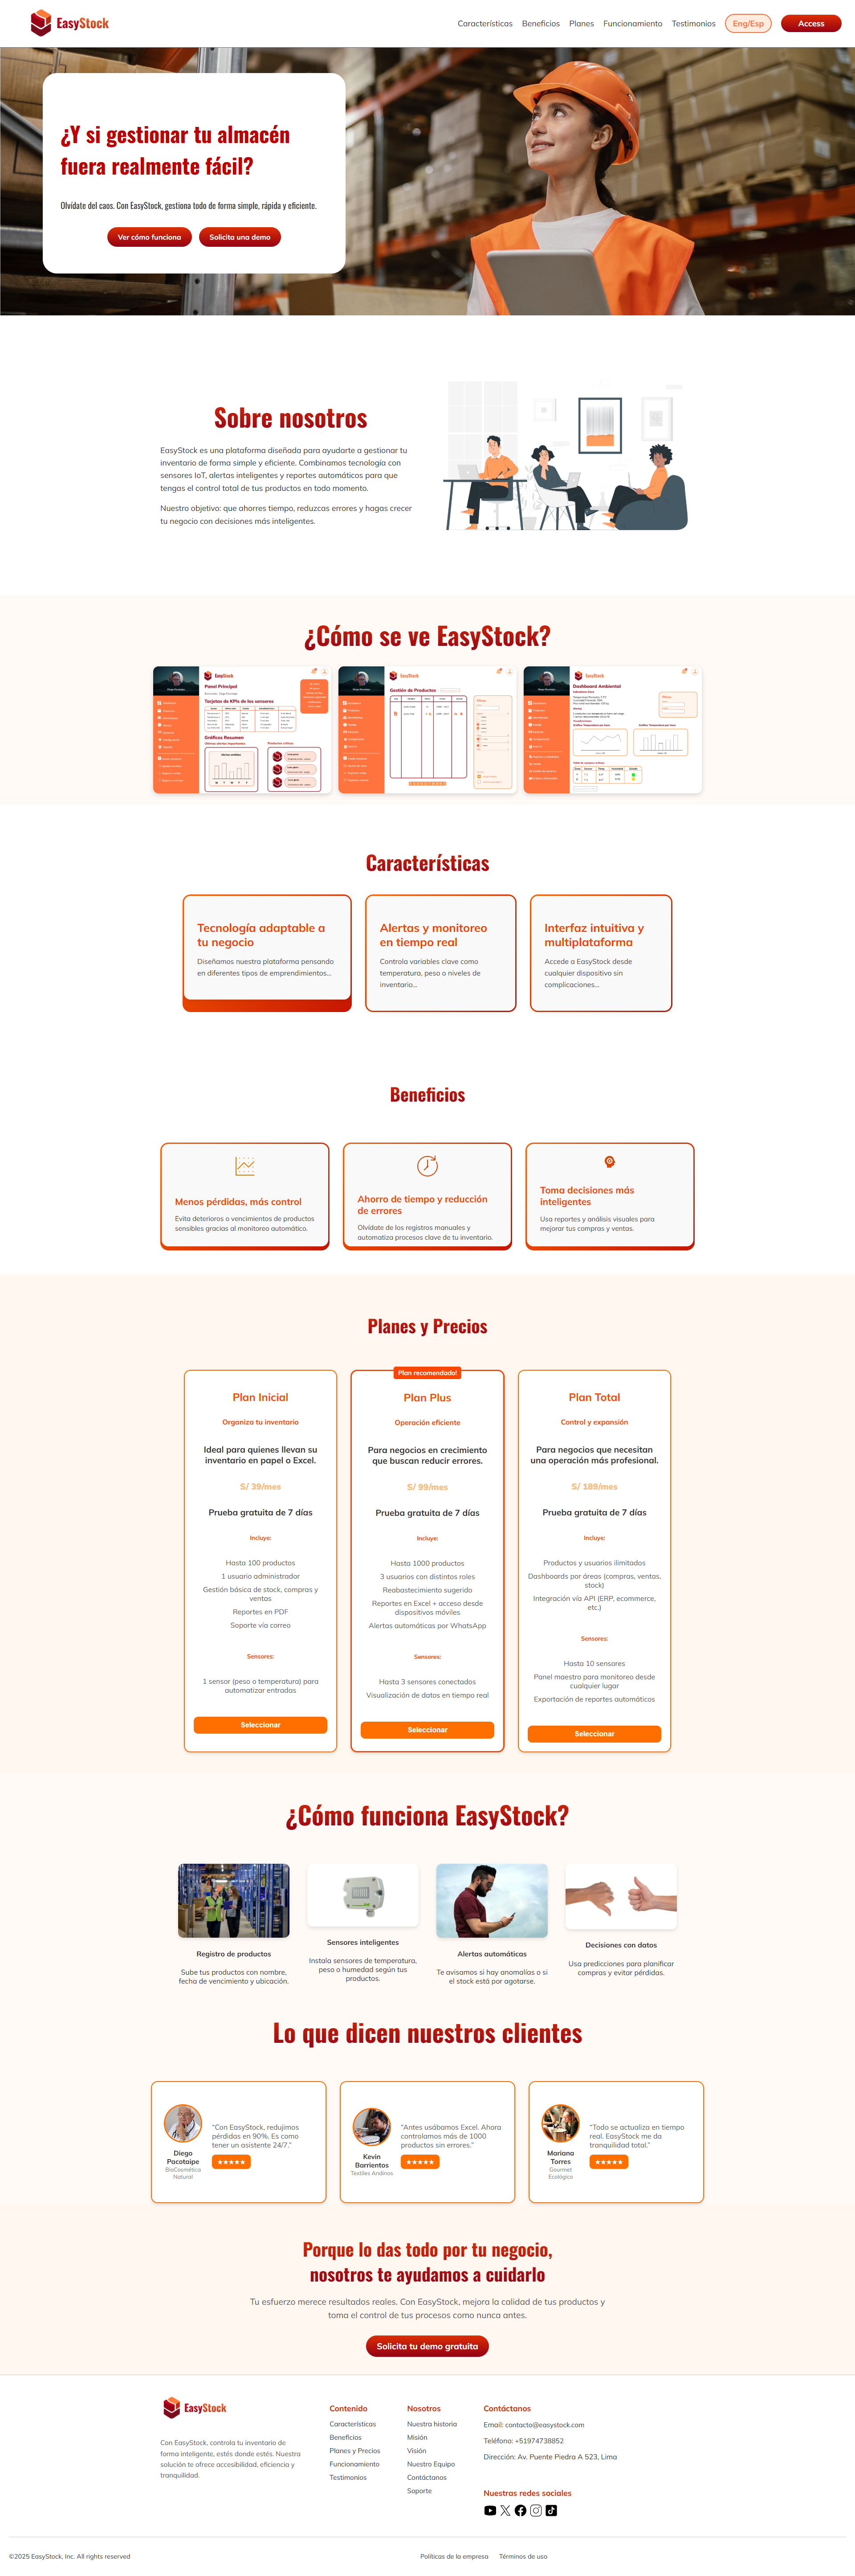 EasyStock
Características Beneficios Planes Funcionamiento Testimonios Eng/Esp Access
¿Y si gestionar tu almacén
fuera realmente fácil?
Olvídate del caos. Con EasyStock, gestiona todo de forma simple, rápida y eficiente.
Ver cómo funciona Solicita una demo
Sobre nosotros
EasyStock es una plataforma diseñada para ayudarte a gestionar tu
inventario de forma simple y eficiente. Combinamos tecnología con
sensores IoT, alertas inteligentes y reportes automáticos para que
tengas el control total de tus productos en todo momento.
Nuestro objetivo: que ahorres tiempo, reduzcas errores y hagas crecer
tu negocio con decisiones más inteligentes.
¿Cómo se ve EasyStock?
EasyStock
Panel Principal
Tarjetas de KPIs de los sensores
Gráficos Resumen
EasyStock
Gestión de Productos
EasyStock
Dashboard Ambiental
Características
Tecnología adaptable a
tu negocio
Diseñamos nuestra plataforma pensando
en diferentes tipos de emprendimientos...
Alertas y monitoreo
en tiempo real
Controla variables clave como
temperatura, peso o niveles de
inventario...
Interfaz intuitiva y
multiplataforma
Accede a EasyStock desde
cualquier dispositivo sin
complicaciones...
Beneficios
Menos pérdidas, más control
Evita deterioros o vencimientos de productos
sensibles gracias al monitoreo automático.
Ahorro de tiempo y reducción
de errores
Olvídate de los registros manuales y
automatiza procesos clave de tu inventario.
Toma decisiones más
inteligentes
Usa reportes y análisis visuales para
mejorar tus compras y ventas.
Planes y Precios
Plan Inicial
Organiza tu inventario
Ideal para quienes llevan su
inventario en papel o Excel.
S/ 39/mes
Prueba gratuita de 7 días
Incluye:
Hasta 100 productos
1 usuario administrador
Gestión básica de stock, compras y
ventas
Reportes en PDF
Soporte vía correo
Sensores:
1 sensor (peso o temperatura) para
automatizar entradas
Seleccionar
Plan recomendado!
Plan Plus
Operación eficiente
Para negocios en crecimiento
que buscan reducir errores.
S/ 99/mes
Prueba gratuita de 7 días
Incluye:
Hasta 1000 productos
3 usuarios con distintos roles
Reabastecimiento sugerido
Reportes en Excel + acceso desde
dispositivos móviles
Alertas automáticas por WhatsApp
Sensores:
Hasta 3 sensores conectados
Visualización de datos en tiempo real
Seleccionar
Plan Total
Control y expansión
Para negocios que necesitan
una operación más profesional.
S/ 189/mes
Prueba gratuita de 7 días
Incluye:
Productos y usuarios ilimitados
Dashboards por áreas (compras, ventas,
stock)
Integración vía API (ERP, ecommerce,
etc.)
Sensores:
Hasta 10 sensores
Panel maestro para monitoreo desde
cualquier lugar
Exportación de reportes automáticos
Seleccionar
¿Cómo funciona EasyStock?
Registro de productos
Sube tus productos con nombre,
fecha de vencimiento y ubicación.
Sensores inteligentes
Instala sensores de temperatura,
peso o humedad según tus
productos.
Alertas automáticas
Te avisamos si hay anomalías o si
el stock está por agotarse.
Decisiones con datos
Usa predicciones para planificar
compras y evitar pérdidas.
Lo que dicen nuestros clientes
Diego
Pacotaipe
BioCosmética
Natural
"Con EasyStock, redujimos
pérdidas en 90%. Es como
tener un asistente 24/7."
★★★★★
Kevin
Barrientos
Textiles Andinos
"Antes usábamos Excel. Ahora
controlamos más de 1000
productos sin errores."
★★★★★
Mariana
Torres
Gourmet
Ecológico
"Todo se actualiza en tiempo
real. EasyStock me da
tranquilidad total."
★★★★★
Porque lo das todo por tu negocio,
nosotros te ayudamos a cuidarlo
Tu esfuerzo merece resultados reales. Con EasyStock, mejora la calidad de tus productos y
toma el control de tus procesos como nunca antes.
Solicita tu demo gratuita
EasyStock
Con EasyStock, controla tu inventario de
forma inteligente, estés donde estés. Nuestra
solución te ofrece accesibilidad, eficiencia y
tranquilidad.
Contenido
Características
Beneficios
Planes y Precios
Funcionamiento
Testimonios
Nosotros
Nuestra historia
Misión
Visión
Nuestro Equipo
Contáctanos
Soporte
Contáctanos
Email: contacto@easystock.com
Teléfono: +51974738852
Dirección: Av. Puente Piedra A 523, Lima
Nuestras redes sociales
©2025 EasyStock, Inc. All rights reserved
Políticas de la empresa Términos de uso